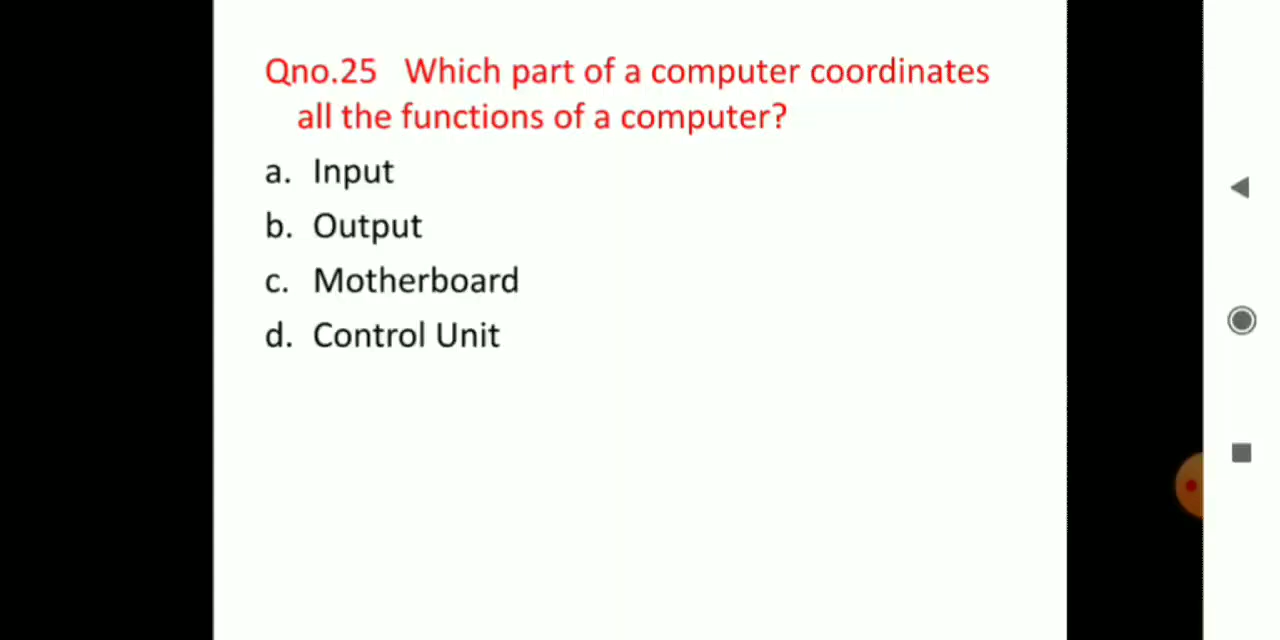 Qno.25 Which part of a computer coordinates
all the functions of a computer?
a. Input
b. Output
c. Motherboard
d. Control Unit